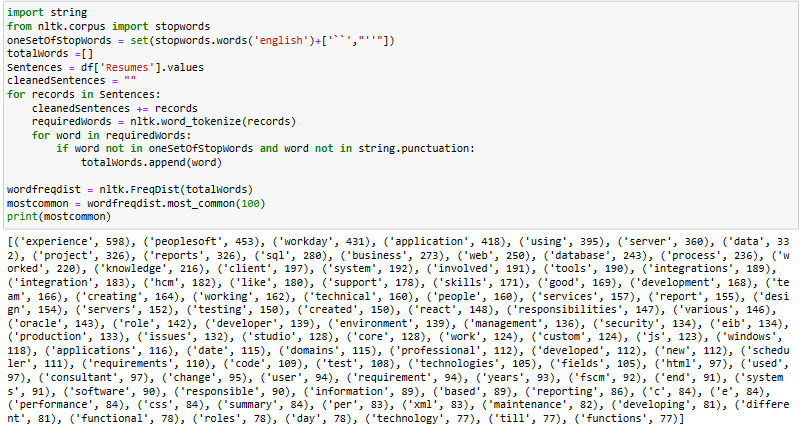 import string
from nltk.corpus import stopwords
oneSetOfStopWords = set(stopwords.words('english')+['``',"''"])
totalWords =[]
Sentences = df['Resumes'].values
cleanedSentences = ""
for records in Sentences:
    cleanedSentences += records
    requiredWords = nltk.word_tokenize(records)
    for word in requiredWords:
        if word not in oneSetOfStopWords and word not in string.punctuation:
            totalWords.append(word)

wordfreqdist = nltk.FreqDist(totalWords)
mostcommon = wordfreqdist.most_common(100)
print(mostcommon)
[('experience', 598), ('peoplesoft', 453), ('workday', 431), ('application', 418), ('using', 395), ('server', 360), ('data', 33
2), ('project', 326), ('reports', 326), ('sql', 280), ('business', 273), ('web', 250), ('database', 243), ('process', 236), ('w
orked', 220), ('knowledge', 216), ('client', 197), ('system', 192), ('involved', 191), ('tools', 190), ('integrations', 189),
('integration', 183), ('hcm', 182), ('like', 180), ('support', 178), ('skills', 171), ('good', 169), ('development', 168), ('te
am', 166), ('creating', 164), ('working', 162), ('technical', 160), ('people', 160), ('services', 157), ('report', 155), ('desi
gn', 154), ('servers', 152), ('testing', 150), ('created', 150), ('react', 148), ('responsibilities', 147), ('various', 146),
('oracle', 143), ('role', 142), ('developer', 139), ('environment', 139), ('management', 136), ('security', 134), ('eib', 134),
('production', 133), ('issues', 132), ('studio', 128), ('core', 128), ('work', 124), ('custom', 124), ('js', 123), ('windows',
118), ('applications', 116), ('date', 115), ('domains', 115), ('professional', 112), ('developed', 112), ('new', 112), ('schedu
ler', 111), ('requirements', 110), ('code', 109), ('test', 108), ('technologies', 105), ('fields', 105), ('html', 97), ('used',
97), ('consultant', 97), ('change', 95), ('user', 94), ('requirement', 94), ('years', 93), ('fscm', 92), ('end', 91), ('system
s', 91), ('software', 90), ('responsible', 90), ('information', 89), ('based', 89), ('reporting', 86), ('c', 84), ('e', 84),
('performance', 84), ('css', 84), ('summary', 84), ('per', 83), ('xml', 83), ('maintenance', 82), ('developing', 81), ('differe
nt', 81), ('functional', 78), ('roles', 78), ('day', 78), ('technology', 77), ('till', 77), ('functions', 77)]